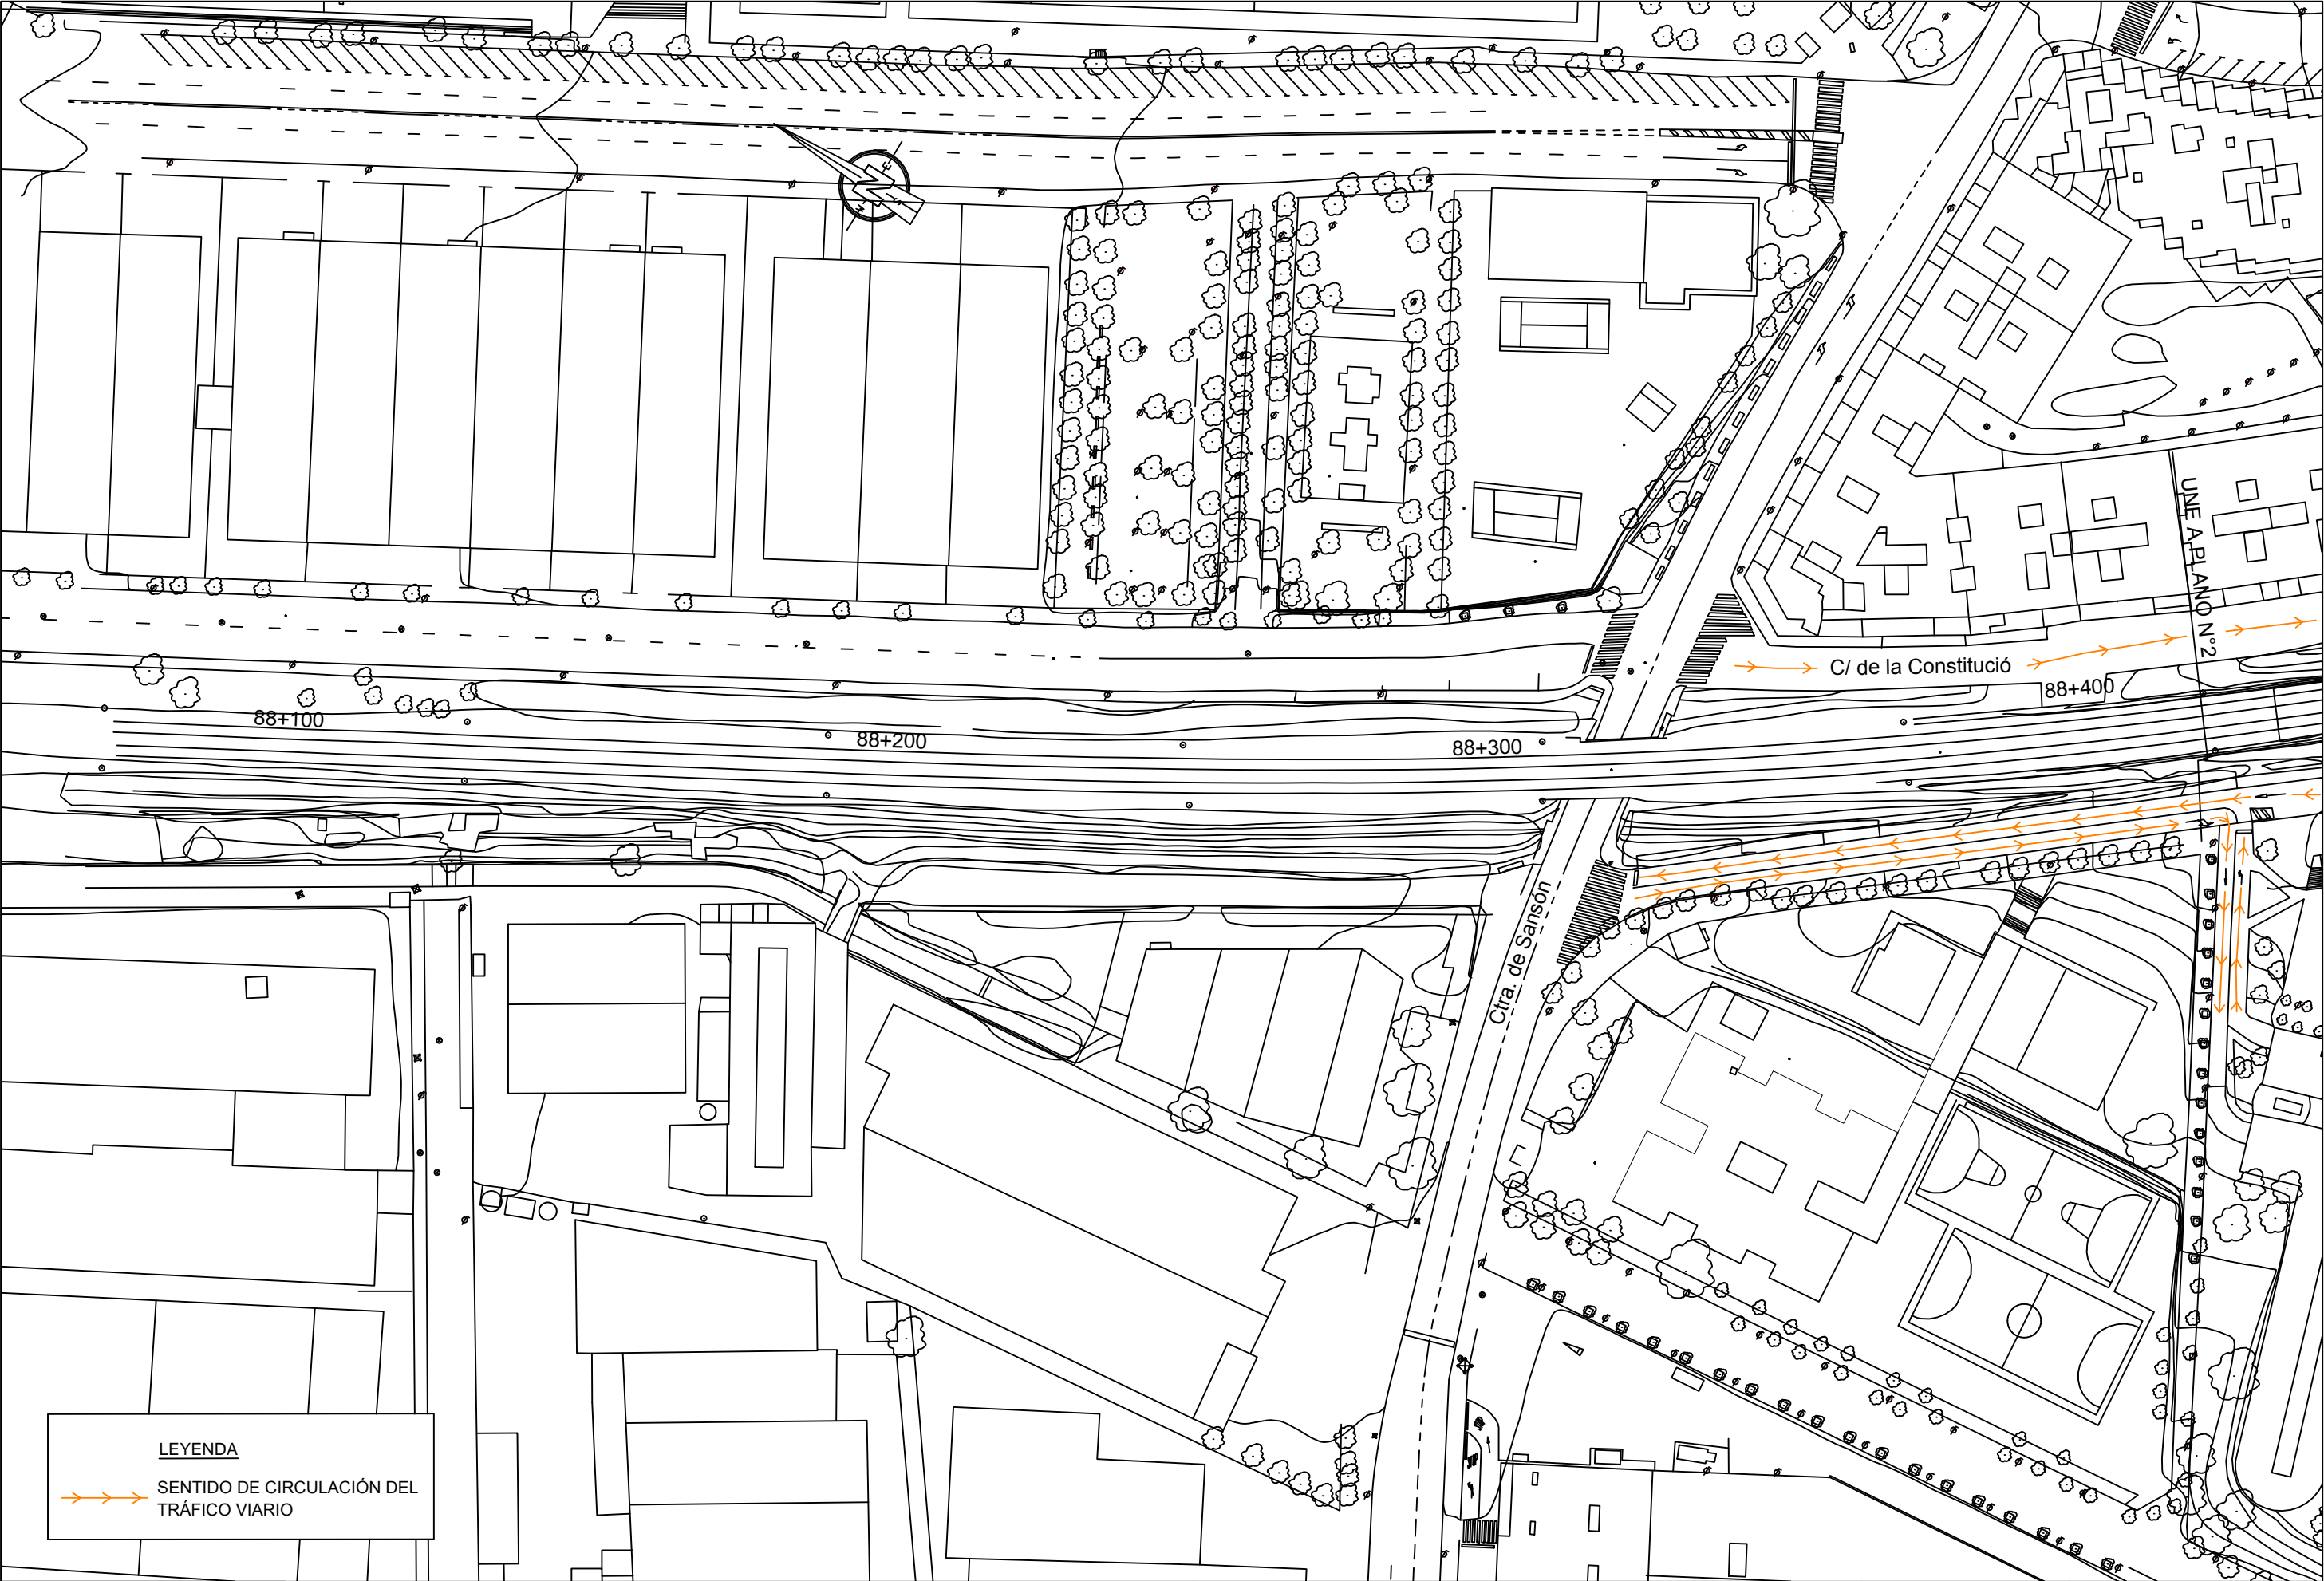 UNE A PLANO N°2
C/ de la Constitució
88+400
88+100
88+200
88+300
Ctra. de Sansón
LEYENDA
SENTIDO DE CIRCULACIÓN DEL
TRÁFICO VIARIO